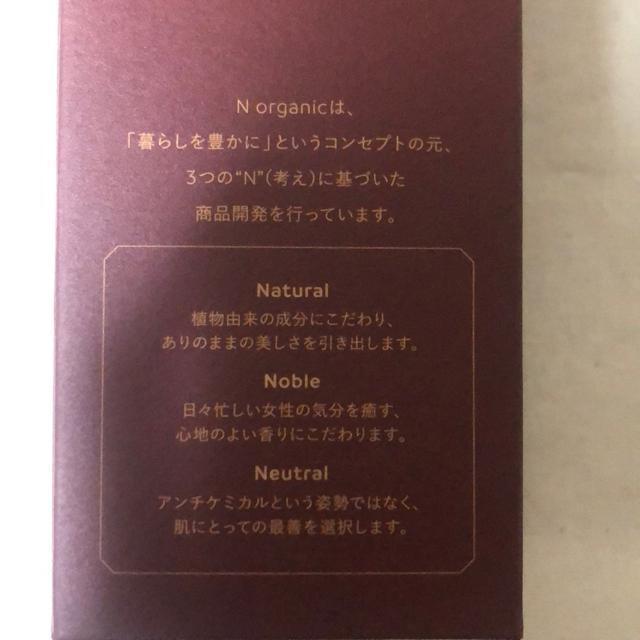 N organicは、
「暮らしを豊かに」というコンセプトの元、
3つの“N”(考え)に基づいた
商品開発を行っています。
Natural
植物由来の成分にこだわり、
ありのままの美しさを引き出します。
Noble
日々忙しい女性の気分を癒す、
心地のよい香りにこだわります。
Neutral
アンチケミカルという姿勢ではなく、
肌にとっての最善を選択します。